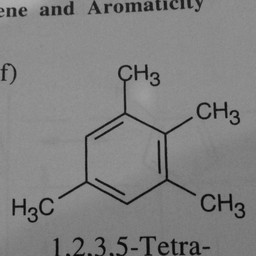 ene and Aromaticity
f)
CH3
CH3
H3C
CH3
1,2,3,5-Tetra-